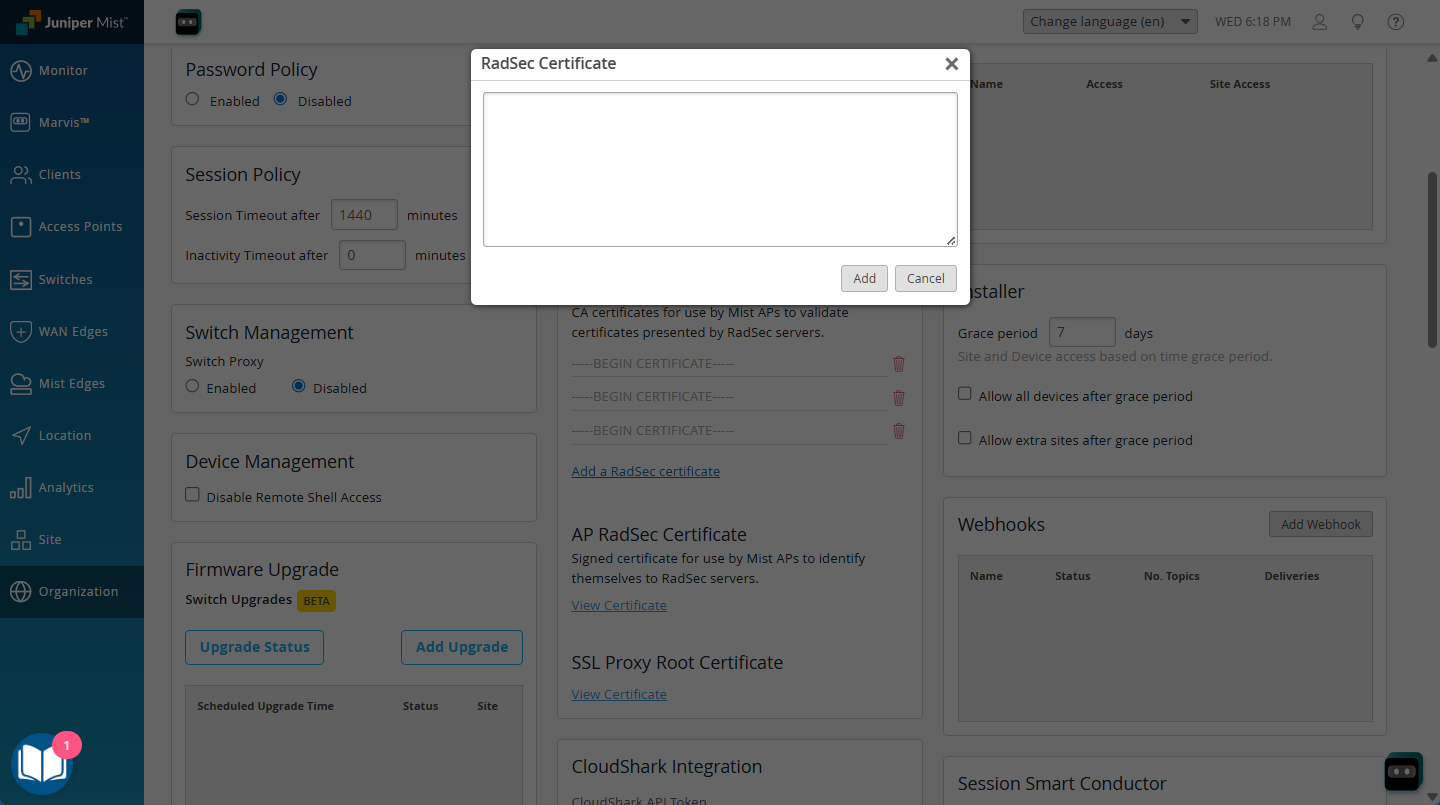 Juniper Mist™
Change language (en)
WED 6:18 PM
Monitor
Marvis™
Clients
Access Points
Switches
WAN Edges
Mist Edges
Location
Analytics
Site
Organization
1
RadSec Certificate
Add
Cancel
Password Policy
Enabled
Disabled
Session Policy
Session Timeout after 1440 minutes
Inactivity Timeout after 0 minutes
Switch Management
Switch Proxy
Enabled
Disabled
Device Management
Disable Remote Shell Access
Firmware Upgrade
Switch Upgrades BETA
Upgrade Status
Add Upgrade
Scheduled Upgrade Time Status Site
CA certificates for use by Mist APs to validate
certificates presented by RadSec servers.
-----BEGIN CERTIFICATE-----
-----BEGIN CERTIFICATE-----
-----BEGIN CERTIFICATE-----
Add a RadSec certificate
AP RadSec Certificate
Signed certificate for use by Mist APs to identify
themselves to RadSec servers.
View Certificate
SSL Proxy Root Certificate
View Certificate
CloudShark Integration
CloudShark API Token
Name Access Site Access
nstaller
Grace period 7 days
Site and Device access based on time grace period.
Allow all devices after grace period
Allow extra sites after grace period
Webhooks
Add Webhook
Name Status No. Topics Deliveries
Session Smart Conductor